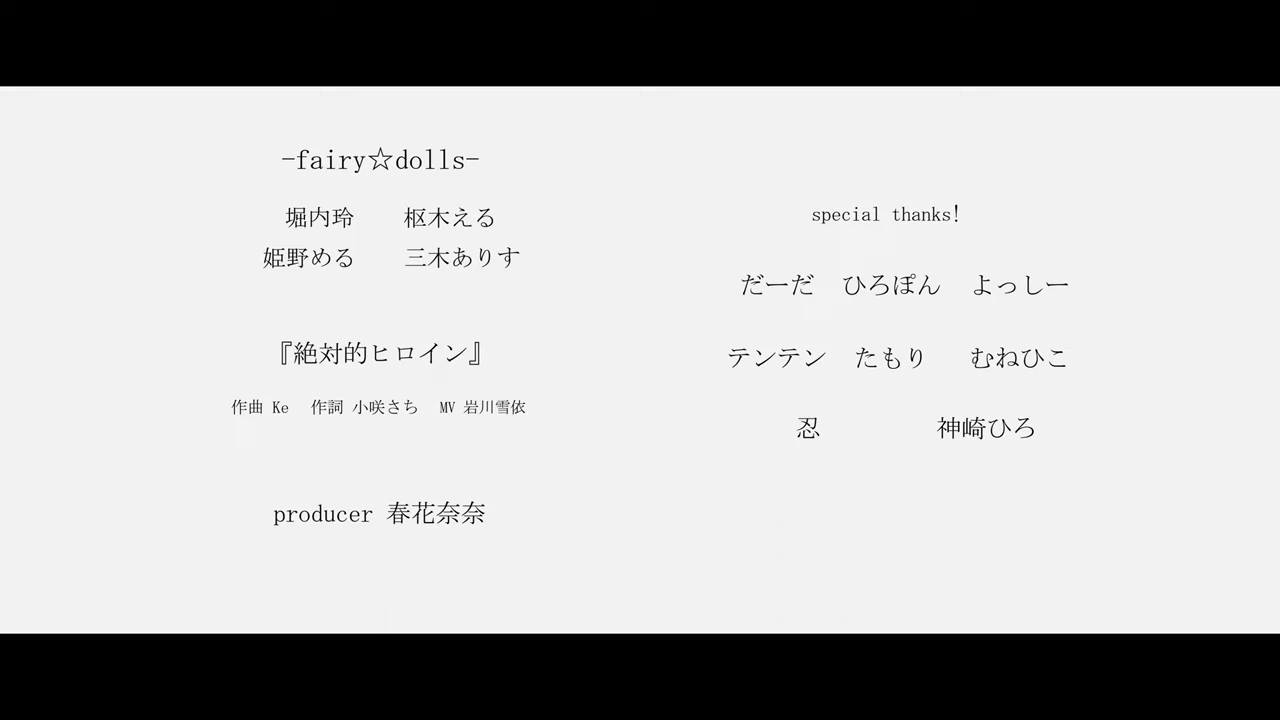 -fairy☆dolls-
堀内玲　枢木える
姫野める　三木ありす
『絶対的ヒロイン』
作曲 Ke　作詞 小咲さち　MV 岩川雪依
producer 春花奈奈
special thanks!
だーだ　ひろぽん　よっしー
テンテン　たもり　むねひこ
忍　神崎ひろ